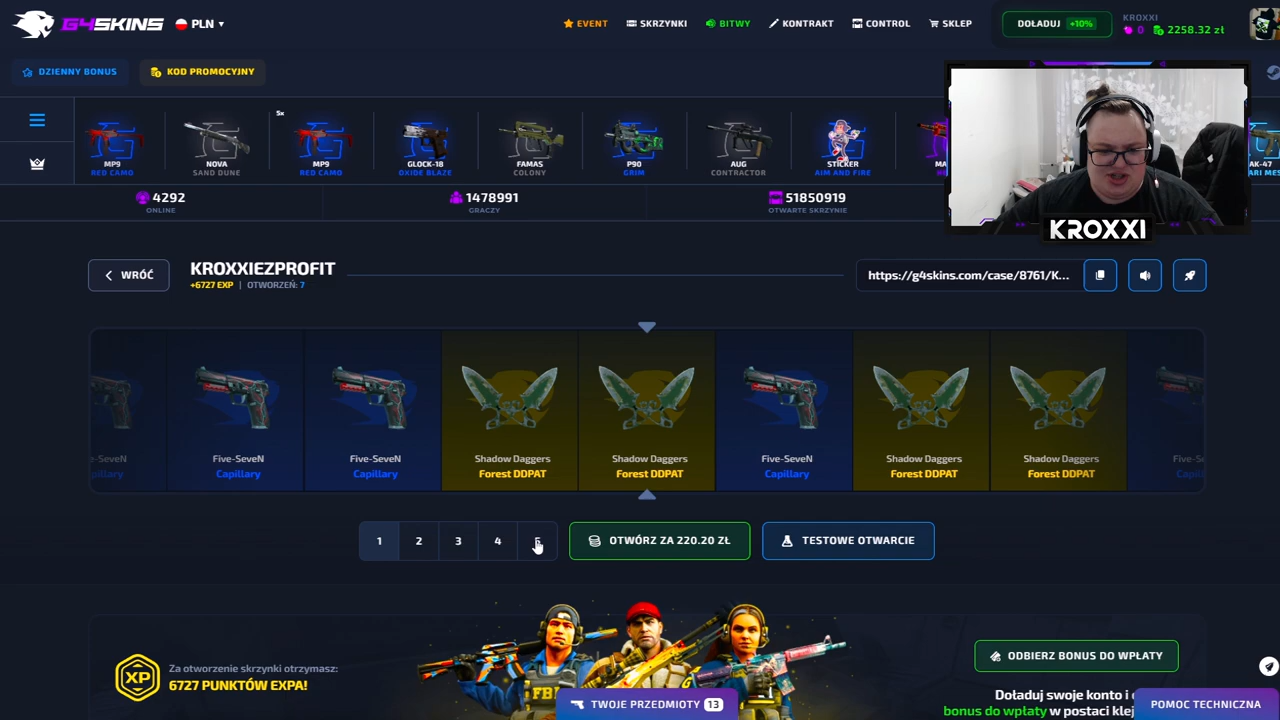 G4SKINS
PLN
EVENT
SKRZYNKI
BITWY
KONTRAKT
CONTROL
SKLEP
DOŁADUJ +10%
KROXXI
0 2258.32 zł
DZIENNY BONUS
KOD PROMOCYJNY
MP9
RED CAMO
NOVA
SAND DUNE
5x
MP9
RED CAMO
GLOCK-18
OXIDE BLAZE
FAMAS
COLONY
P90
GRIM
AUG
CONTRACTOR
STICKER
AIM AND FIRE
AK-47
4292
ONLINE
1478991
GRACZY
51850919
OTWARTE SKRZYNIE
KROXXI
WRÓĆ
KROXXIEZPROFIT
+6727 EXP | OTWORZEŃ: 7
https://g4skins.com/case/8761/K...
Five-SeveN
Capillary
Five-SeveN
Capillary
Shadow Daggers
Forest DDPAT
Shadow Daggers
Forest DDPAT
Five-SeveN
Capillary
Shadow Daggers
Forest DDPAT
Shadow Daggers
Forest DDPAT
1 2 3 4 5
OTWÓRZ ZA 220.20 ZŁ
TESTOWE OTWARCIE
XP
Za otworzenie skrzynki otrzymasz:
6727 PUNKTÓW EXPA!
FBI
ODBIERZ BONUS DO WPŁATY
Doładuj swoje konto i
bonus do wpłaty w postaci klej
TWOJE PRZEDMIOTY 13
POMOC TECHNICZNA